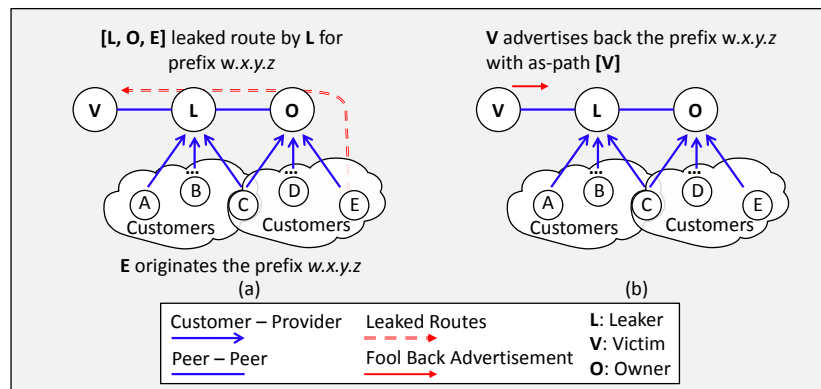 [L, O, E] leaked route by L for
prefix w.x.y.z
V L O
A B C D E
Customers Customers
E originates the prefix w.x.y.z
(a)
V advertises back the prefix w.x.y.z
with as-path [V]
V L O
A B C D E
Customers Customers
(b)
Customer – Provider
Peer – Peer
Leaked Routes
Fool Back Advertisement
L: Leaker
V: Victim
O: Owner